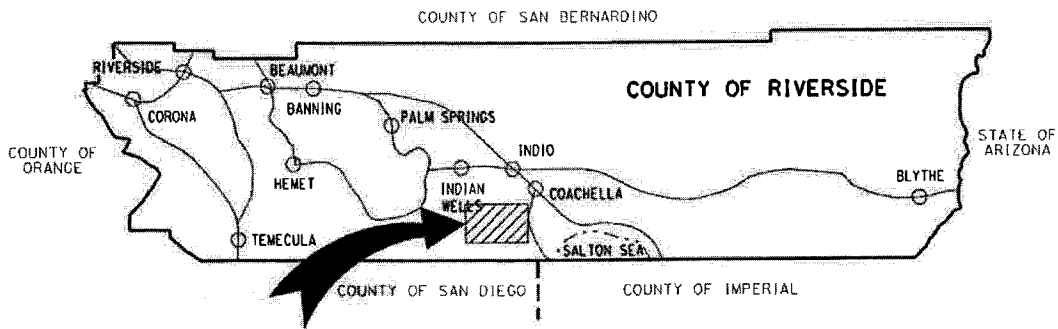 COUNTY OF SAN BERNARDINO
RIVERSIDE
BEAUMONT
COUNTY OF RIVERSIDE
BANNING
CORONA
PALM SPRINGS
STATE OF
ARIZONA
COUNTY OF
ORANGE
INDIO
HEMET
INDIAN
WELLS
COACHELLA
BLYTHE
TEMECULA
SALTON SEA
COUNTY OF SAN DIEGO
COUNTY OF IMPERIAL